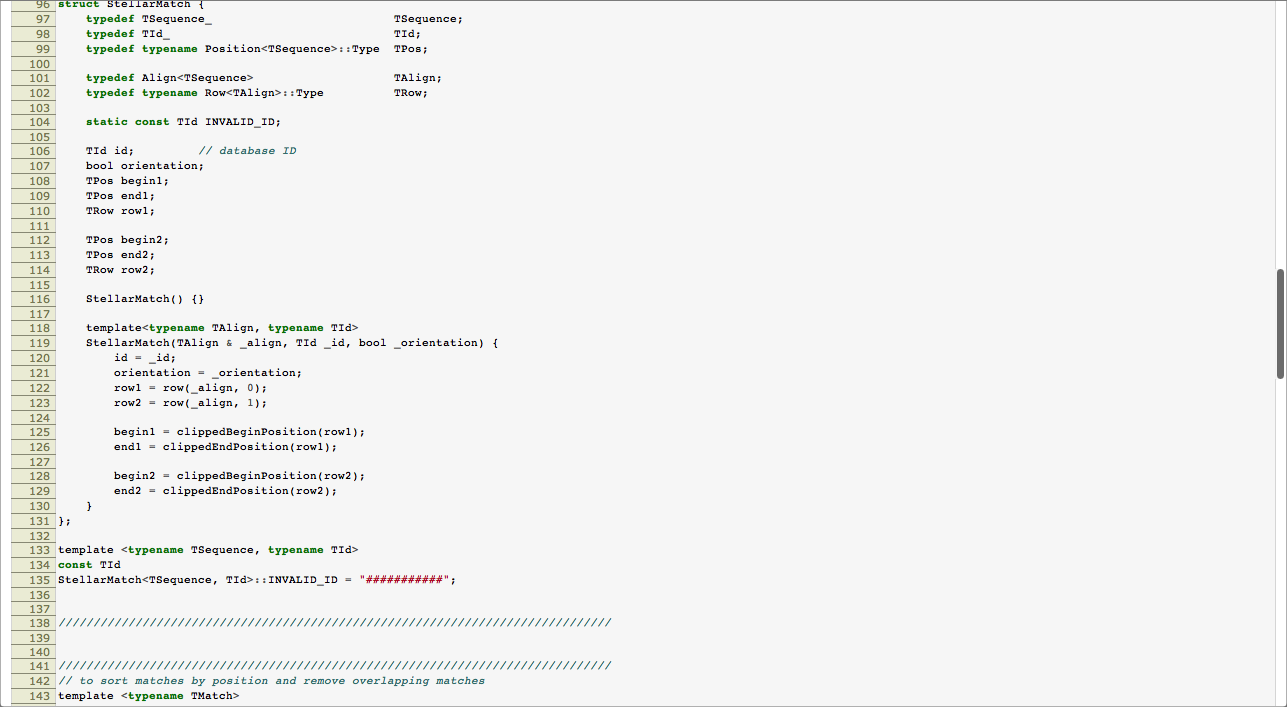 96 struct StellarMatch {
97     typedef TSequence_                          TSequence;
98     typedef TId_                                TId;
99     typedef typename Position<TSequence>::Type  TPos;
100
101     typedef Align<TSequence>                    TAlign;
102     typedef typename Row<TAlign>::Type          TRow;
103
104     static const TId INVALID_ID;
105
106     TId id;         // database ID
107     bool orientation;
108     TPos begin1;
109     TPos end1;
110     TRow row1;
111
112     TPos begin2;
113     TPos end2;
114     TRow row2;
115
116     StellarMatch() {}
117
118     template<typename TAlign, typename TId>
119     StellarMatch(TAlign & _align, TId _id, bool _orientation) {
120         id = _id;
121         orientation = _orientation;
122         row1 = row(_align, 0);
123         row2 = row(_align, 1);
124
125         begin1 = clippedBeginPosition(row1);
126         end1 = clippedEndPosition(row1);
127
128         begin2 = clippedBeginPosition(row2);
129         end2 = clippedEndPosition(row2);
130     }
131 };
132
133 template <typename TSequence, typename TId>
134 const TId
135 StellarMatch<TSequence, TId>::INVALID_ID = "###########";
136
137
138 ///////////////////////////////////////////////////////////////////////////////
139
140
141 ///////////////////////////////////////////////////////////////////////////////
142 // to sort matches by position and remove overlapping matches
143 template <typename TMatch>